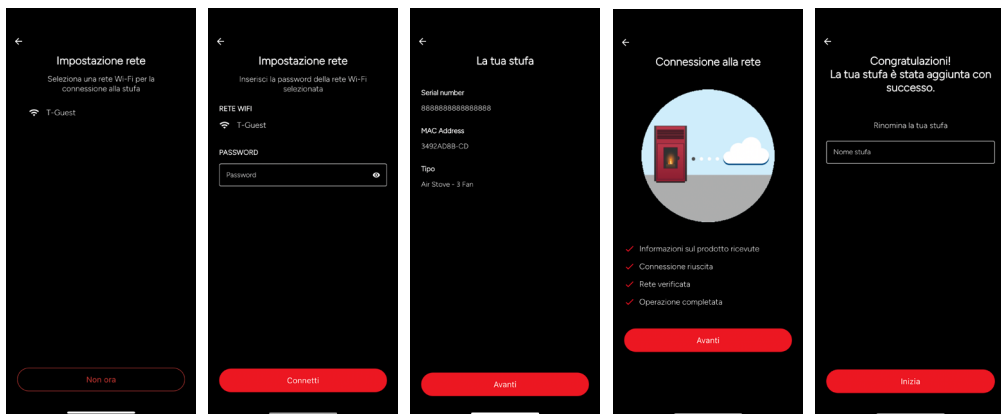 Impostazione rete
Seleziona una rete Wi-Fi per la
connessione alla stufa
T-Guest
Non ora
Impostazione rete
Inserisci la password della rete Wi-Fi
selezionata
RETE WIFI
T-Guest
PASSWORD
Password
Connetti
La tua stufa
Serial number
8888888888888888
MAC Address
3492AD8B-CD
Tipo
Air Stove - 3 Fan
Avanti
Connessione alla rete
Informazioni sul prodotto ricevute
Connessione riuscita
Rete verificata
Operazione completata
Avanti
Congratulazioni!
La tua stufa è stata aggiunta con
successo.
Rinomina la tua stufa
Nome stufa
Inizia